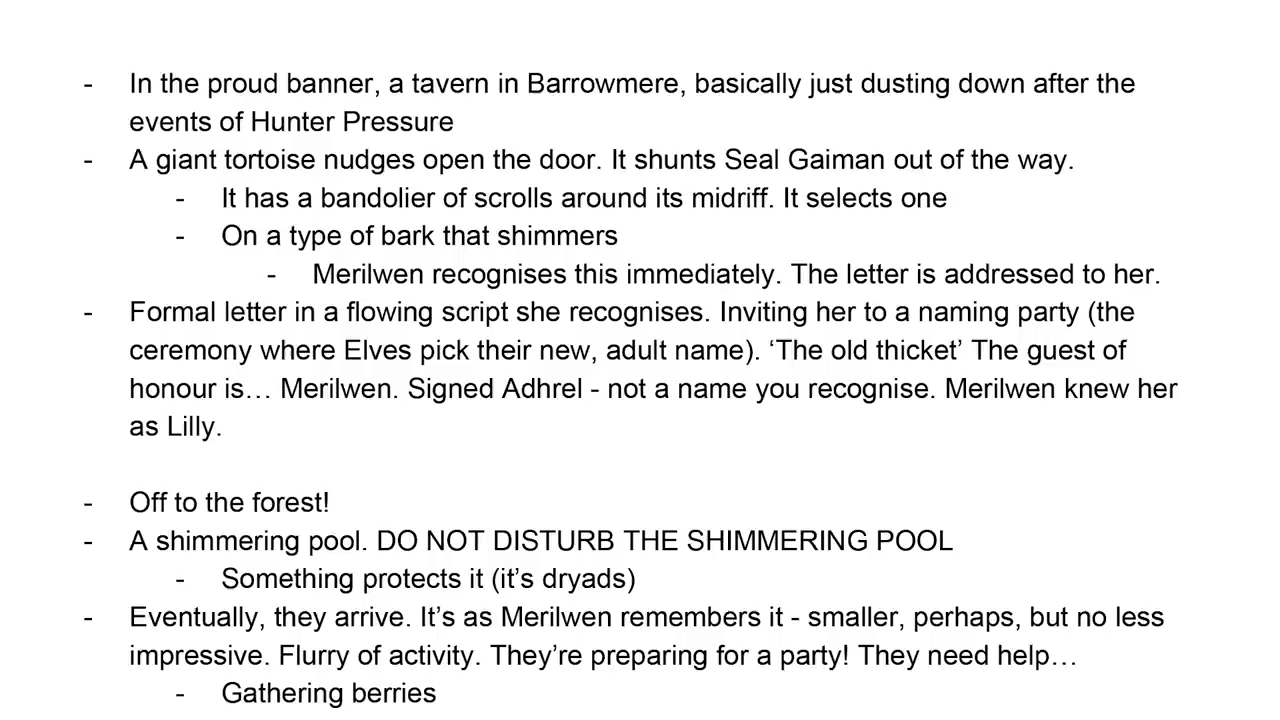 - In the proud banner, a tavern in Barrowmere, basically just dusting down after the
events of Hunter Pressure
- A giant tortoise nudges open the door. It shunts Seal Gaiman out of the way.
- It has a bandolier of scrolls around its midriff. It selects one
- On a type of bark that shimmers
- Merilwen recognises this immediately. The letter is addressed to her.
- Formal letter in a flowing script she recognises. Inviting her to a naming party (the
ceremony where Elves pick their new, adult name). ‘The old thicket’ The guest of
honour is… Merilwen. Signed Adhrel - not a name you recognise. Merilwen knew her
as Lilly.
- Off to the forest!
- A shimmering pool. DO NOT DISTURB THE SHIMMERING POOL
- Something protects it (it’s dryads)
- Eventually, they arrive. It’s as Merilwen remembers it - smaller, perhaps, but no less
impressive. Flurry of activity. They’re preparing for a party! They need help…
- Gathering berries